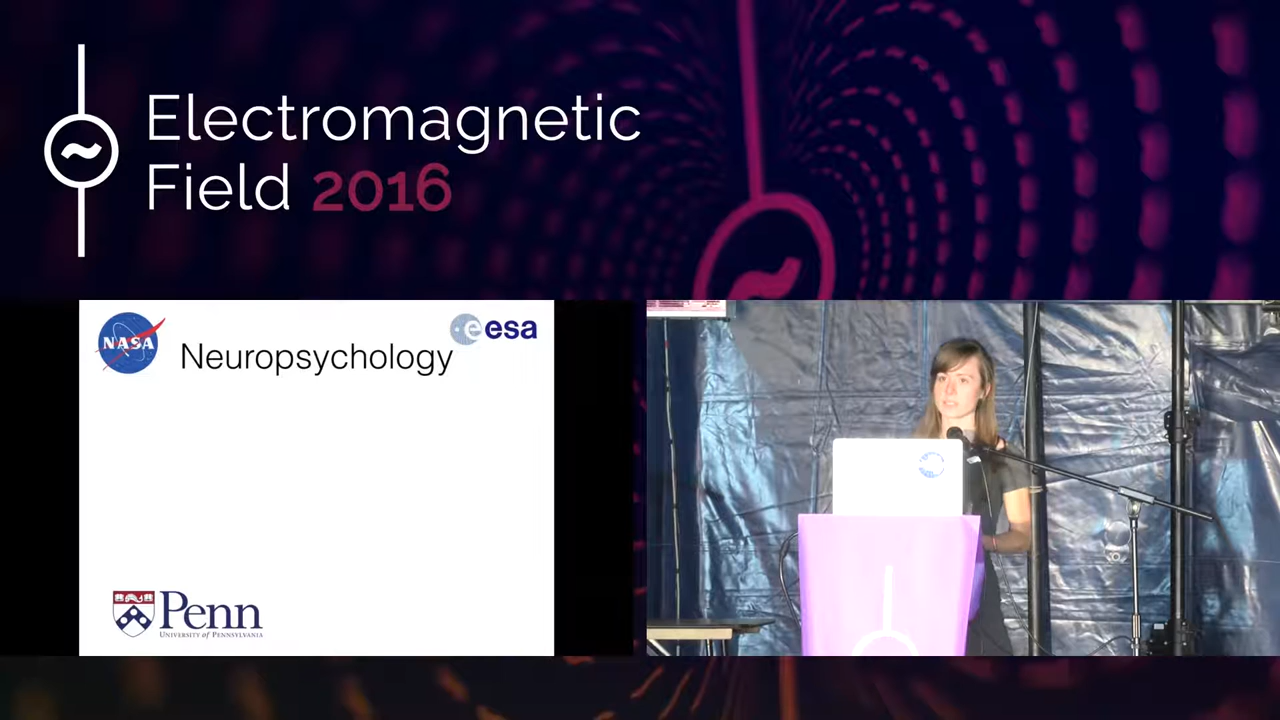 Electromagnetic
Field 2016
NASA
esa
Neuropsychology
Penn
UNIVERSITY of PENNSYLVANIA